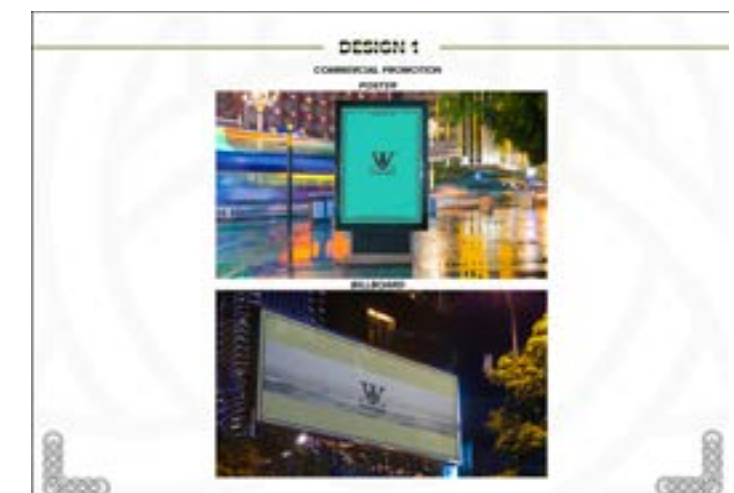 DESIGN 1
COMMERCIAL PROMOTION
POSTER
W
BILLBOARD
W